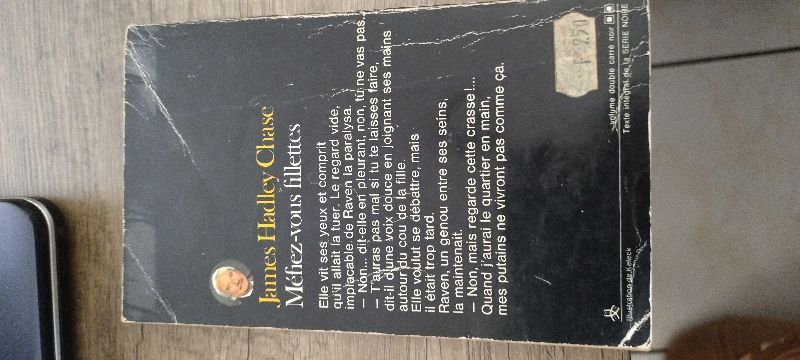 James Hadley Chase
Méfiez-vous fillettes
Elle vit ses yeux et comprit
qu'il allait la tuer. Le regard vide,
implacable de Raven la paralysa.
— Non... dit-elle en pleurant, non, tu ne vas pas...
— T'auras pas mal si tu te laisses faire,
dit-il d'une voix douce en joignant ses mains
autour du cou de la fille.
Elle voulut se débattre, mais
il était trop tard.
Raven, un genou entre ses seins,
la maintenait.
— Non, mais regarde cette crasse!...
Quand j'aurai le quartier en main,
mes putains ne vivront pas comme ça.
F 250
volume double carré noir
Texte intégral de la SERIE NOIRE
Illustration de